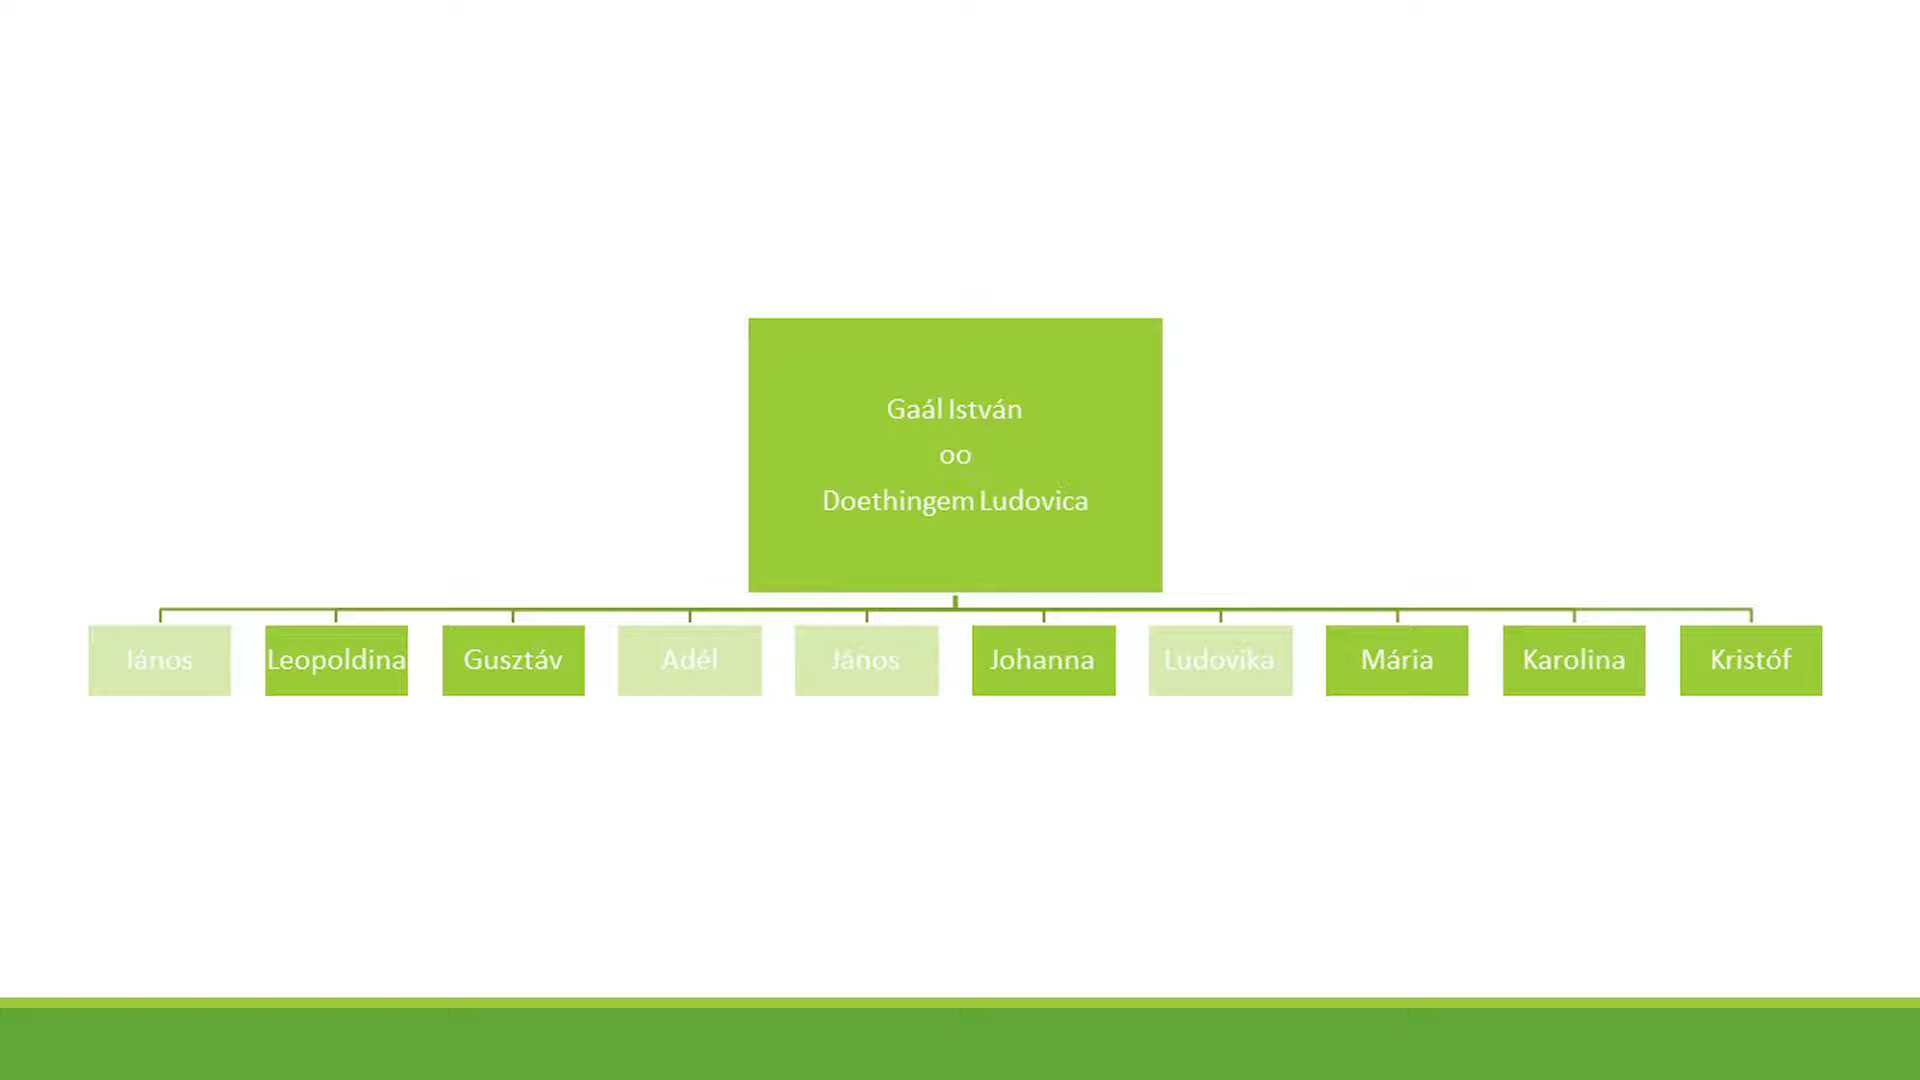 Gaál István
oo
Doethingem Ludovica
János
Leopoldina
Gusztáv
Adél
János
Johanna
Ludovika
Mária
Karolina
Kristóf